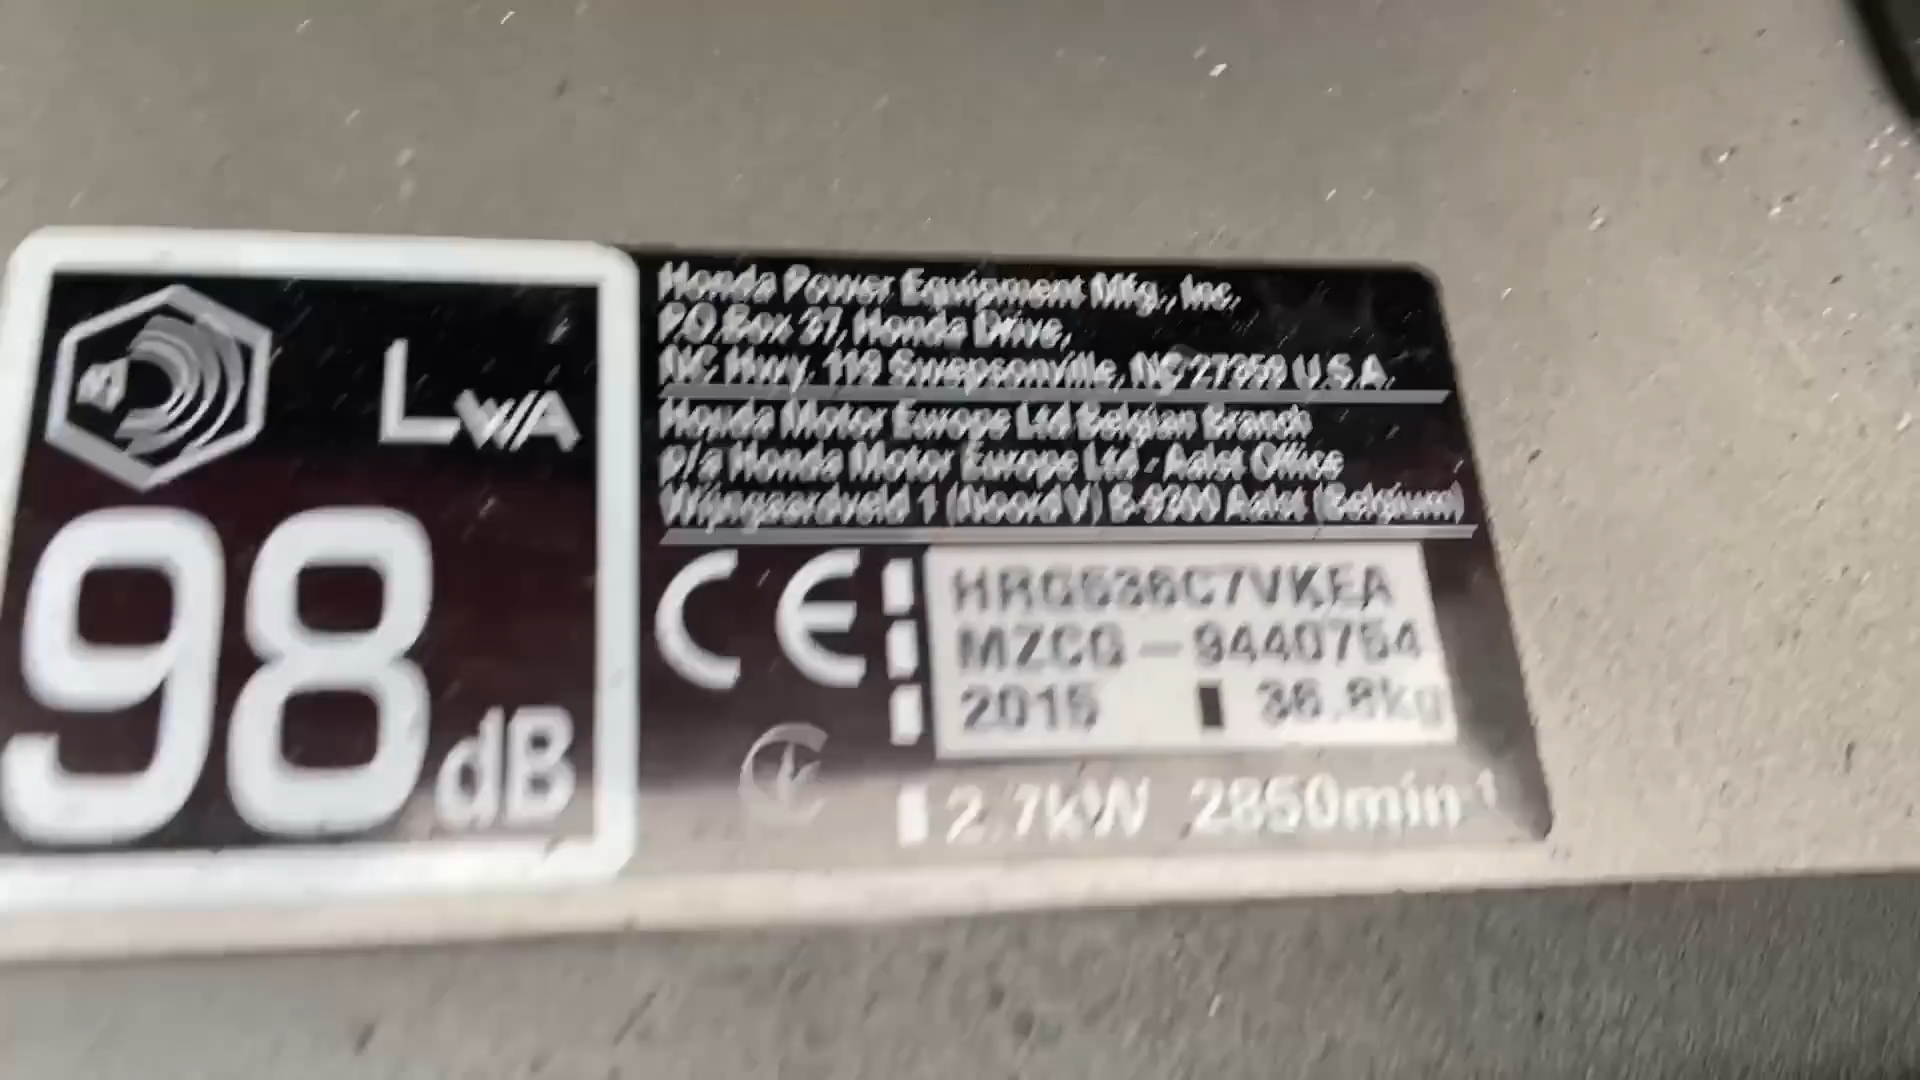 LWA
98 dB
Honda Power Equipment Mfg., Inc.
P.O.Box 37, Honda Drive,
NC Hwy. 119 Swepsonville, NC 27359 U.S.A.
Honda Motor Europe Ltd Belgian Branch
p/a Honda Motor Europe Ltd - Aalst Office
Wijngaardveld 1 (Noord V) B-9300 Aalst (Belgium)
CE
HRG536C7VKEA
MZCG-9440754
2015 36.8kg
2.7kW 2850min-1